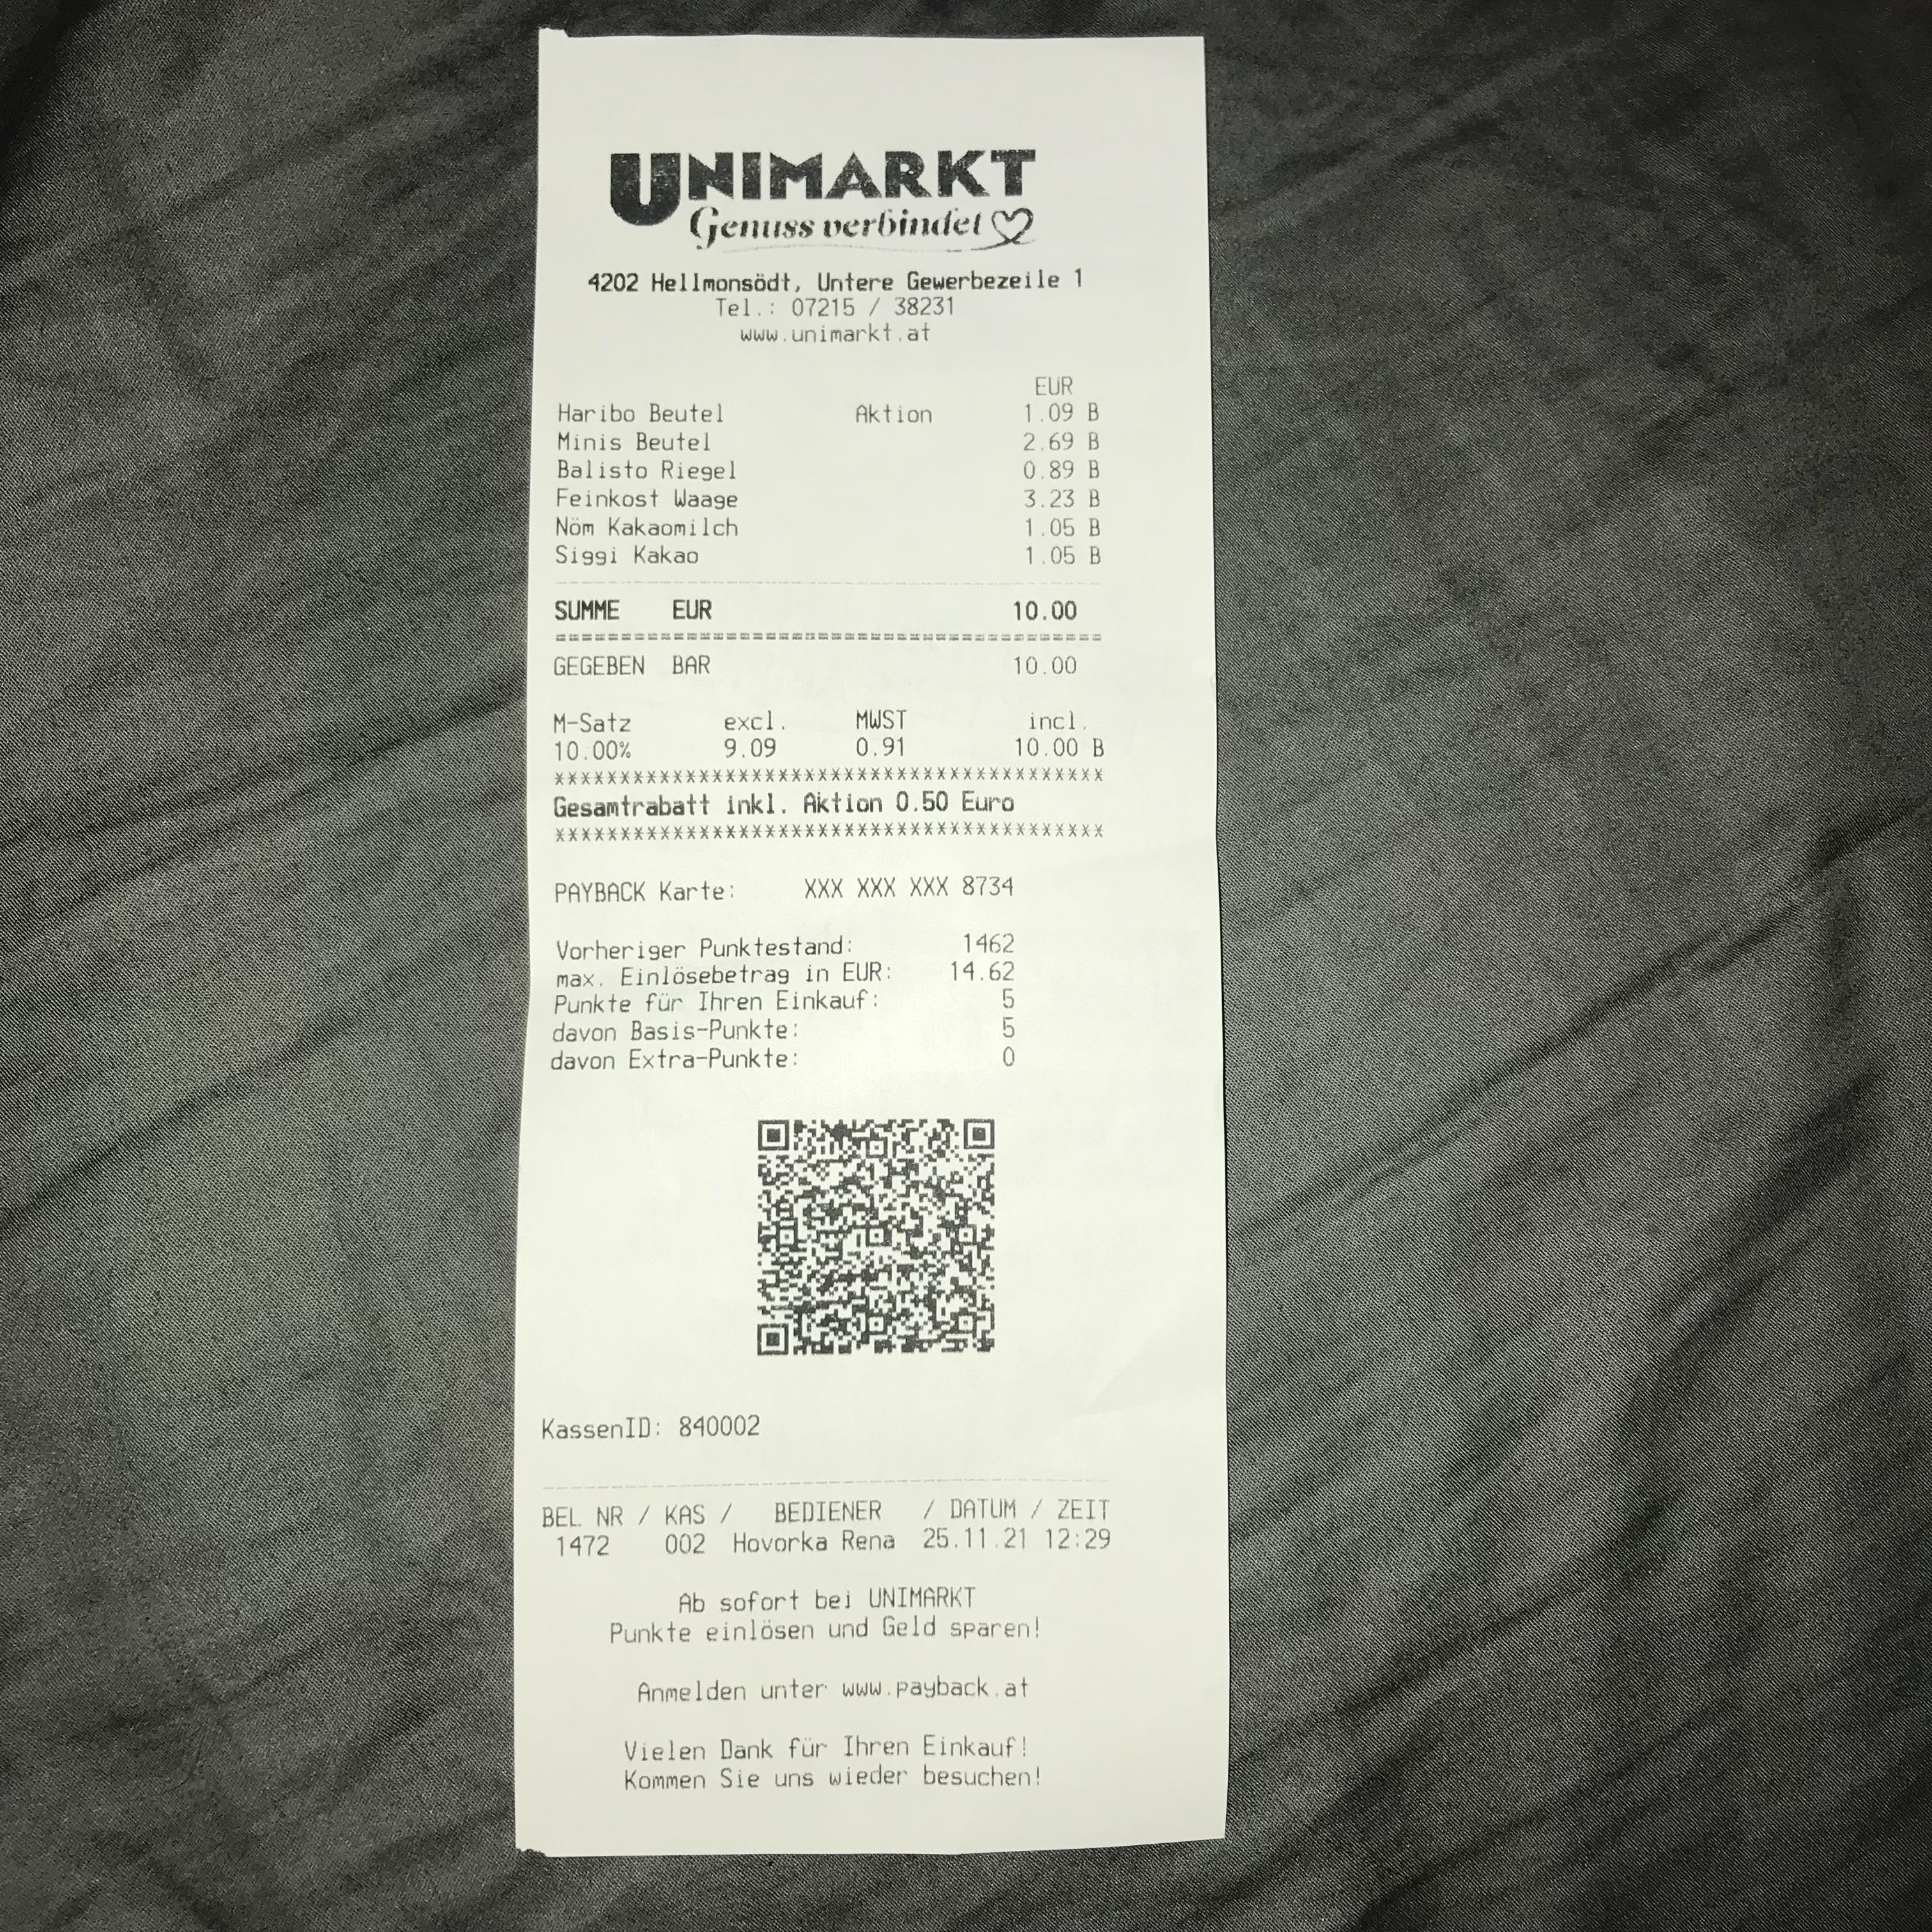 UNIMARKT
Genuss verbindet
4202 Hellmonsödt, Untere Gewerbezeile 1
Tel.: 07215 / 38231
www.unimarkt.at
EUR
Haribo Beutel Aktion 1.09 B
Minis Beutel 2.69 B
Balisto Riegel 0.89 B
Feinkost Waage 3.23 B
Nöm Kakaomilch 1.05 B
Siggi Kakao 1.05 B
SUMME EUR 10.00
GEGEBEN BAR 10.00
M-Satz excl. MWST incl.
10.00% 9.09 0.91 10.00 B
******************************************
Gesamtrabatt inkl. Aktion 0.50 Euro
******************************************
PAYBACK Karte: XXX XXX XXX 8734
Vorheriger Punktestand: 1462
max. Einlösebetrag in EUR: 14.62
Punkte für Ihren Einkauf: 5
davon Basis-Punkte: 5
davon Extra-Punkte: 0
KassenID: 840002
BEL. NR / KAS / BEDIENER / DATUM / ZEIT
1472 002 Hovorka Rena 25.11.21 12:29
Ab sofort bei UNIMARKT
Punkte einlösen und Geld sparen!
Anmelden unter www.payback.at
Vielen Dank für Ihren Einkauf!
Kommen Sie uns wieder besuchen!